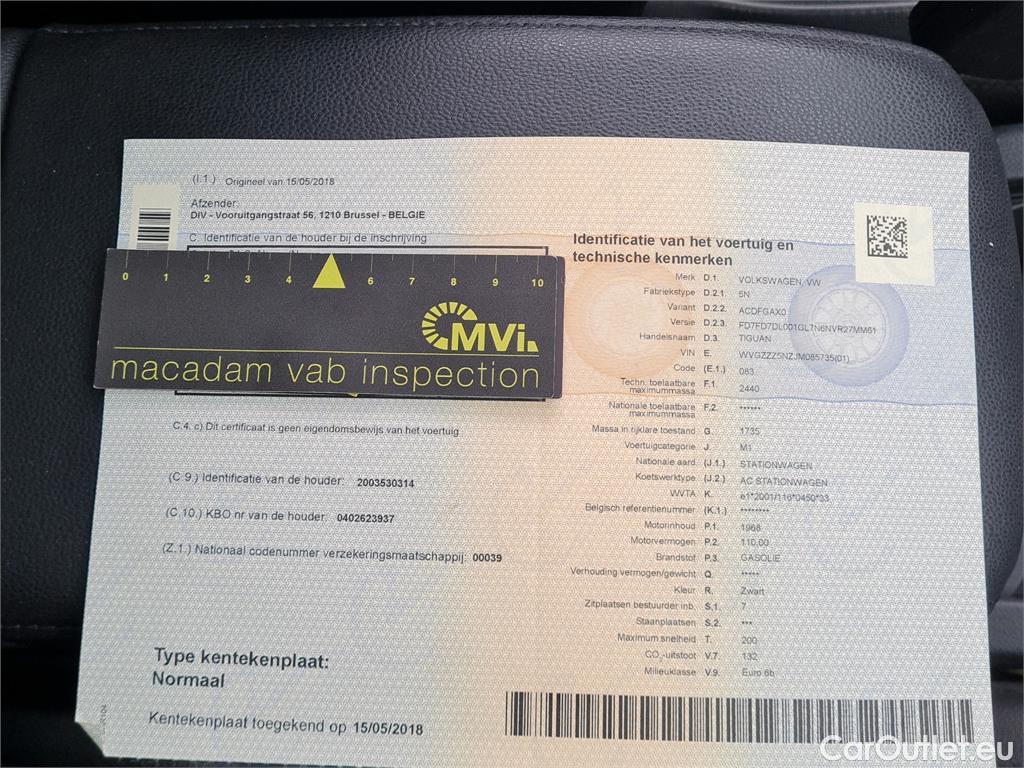 (I.1.) Origineel van 15/05/2018
Afzender:
DIV - Vooruitgangstraat 56, 1210 Brussel - BELGIE
C. Identificatie van de houder bij de inschrijving
0 1 2 3 4 6 7 8 9 10
MVi.
macadam vab inspection
C.4. c) Dit certificaat is geen eigendomsbewijs van het voertuig
(C.9.) Identificatie van de houder: 2003530314
(C.10.) KBO nr van de houder: 0402623937
(Z.1.) Nationaal codenummer verzekeringsmaatschappij: 00039
Type kentekenplaat:
Normaal
Kentekenplaat toegekend op 15/05/2018
Identificatie van het voertuig en
technische kenmerken
Merk D.1. VOLKSWAGEN, VW
Fabriekstype D.2.1. 5N
Variant D.2.2. ACDFGAX0
Versie D.2.3. FD7FD7DL001GL7N6NVR27MM61
Handelsnaam D.3. TIGUAN
VIN E. WVGZZZ5NZJM085735(01)
Code (E.1.) 083
Techn. toelaatbare
maximummassa F.1. 2440
Nationale toelaatbare
maximummassa F.2. ******
Massa in rijklare toestand G. 1735
Voertuigcategorie J. M1
Nationale aard (J.1.) STATIONWAGEN
Koetswerktype (J.2.) AC STATIONWAGEN
WVTA K. e1*2001/116*0450*33
Belgisch referentienummer (K.1.) ********
Motorinhoud P.1. 1968
Motorvermogen P.2. 110.00
Brandstof P.3. GASOLIE
Verhouding vermogen/gewicht Q. *****
Kleur R. Zwart
Zitplaatsen bestuurder inb. S.1. 7
Staanplaatsen S.2. ***
Maximum snelheid T. 200
CO2-uitstoot V.7. 132
Milieuklasse V.9. Euro 6b
CarOutlet.eu